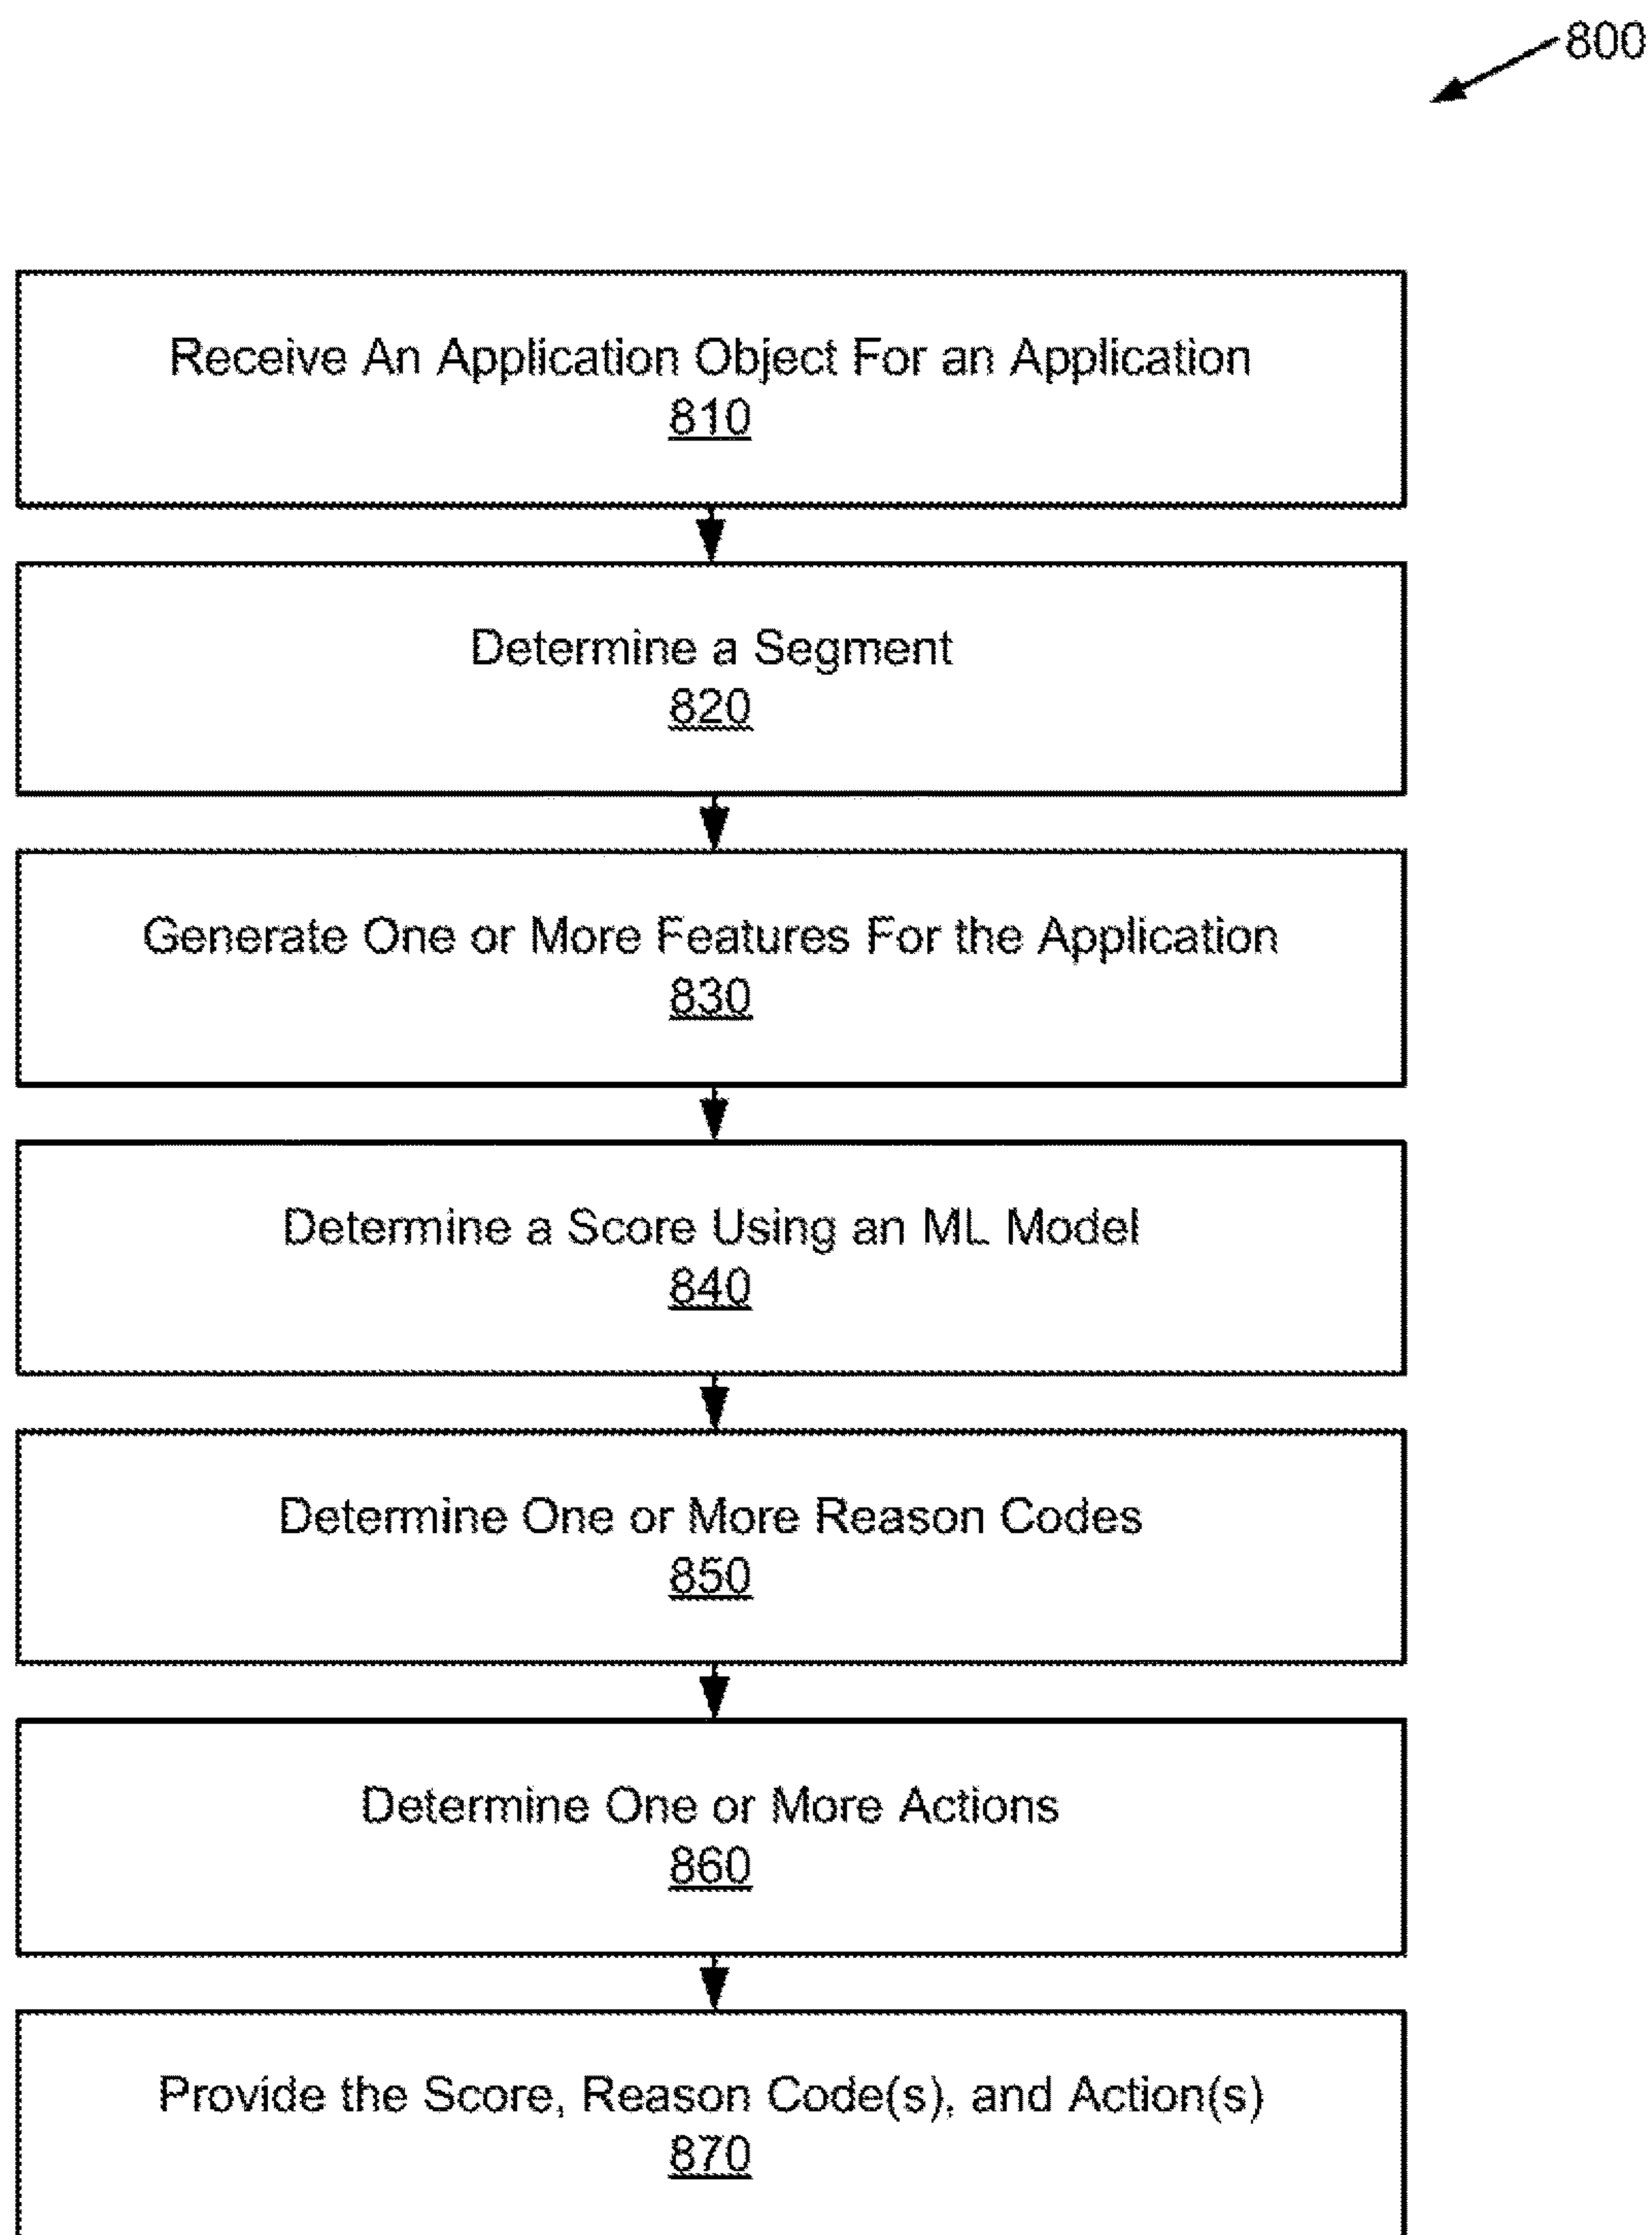 800
Receive An Application Object For an Application
810
Determine a Segment
820
Generate One or More Features For the Application
830
Determine a Score Using an ML Model
840
Determine One or More Reason Codes
850
Determine One or More Actions
860
Provide the Score, Reason Code(s), and Action(s)
870